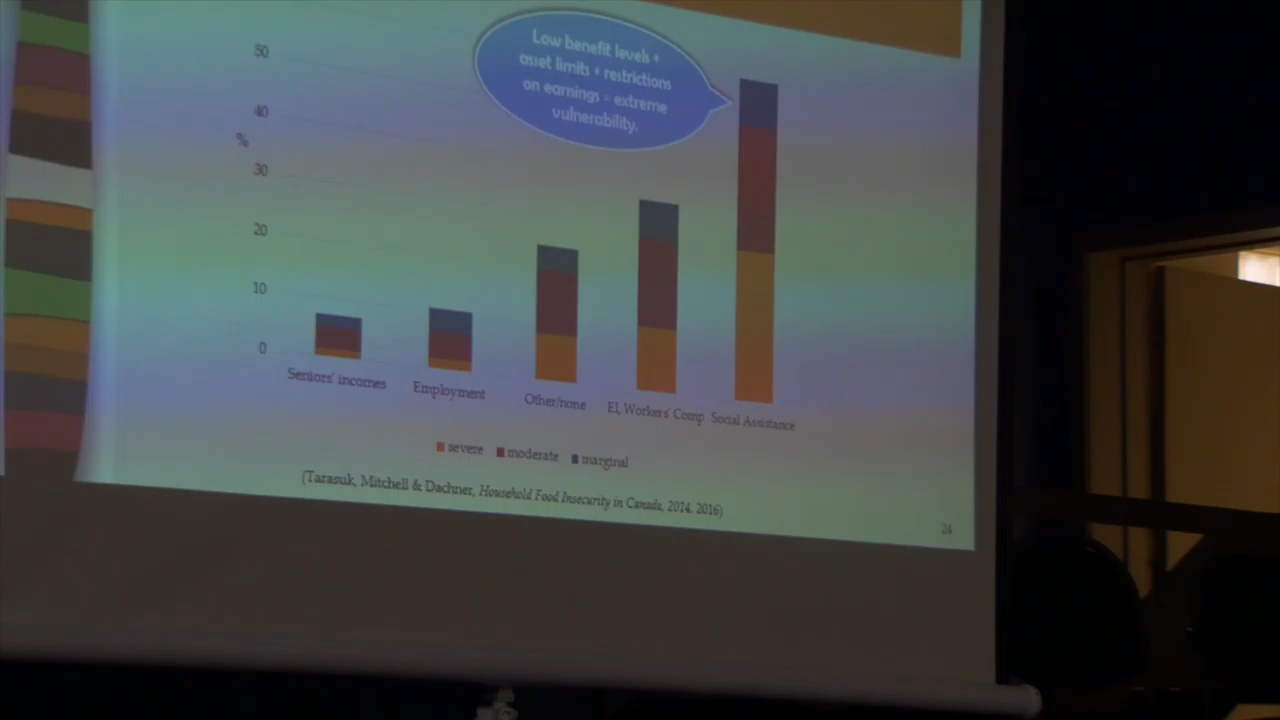 50
Low benefit levels +
asset limits + restrictions
on earnings = extreme
vulnerability.
40
%
30
20
10
0
Seniors' incomes
Employment
Other/none
EI, Workers' Comp
Social Assistance
severe
moderate
marginal
(Tarasuk, Mitchell & Dachner, Household Food Insecurity in Canada, 2014. 2016)
24